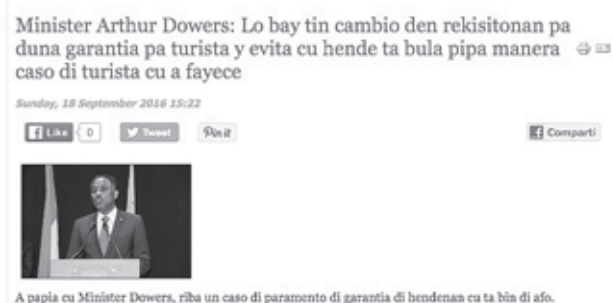 Minister Arthur Dowers: Lo bay tin cambio den rekisitonan pa
duna garantia pa turista y evita cu hende ta bula pipa manera
caso di turista cu a fayece
Sunday, 18 September 2016 15:22
Like 0 Tweet Pin it Comparti
A papia cu Minister Dowers, riba un caso di paramento di garantia di hendenan cu ta bin di afo.